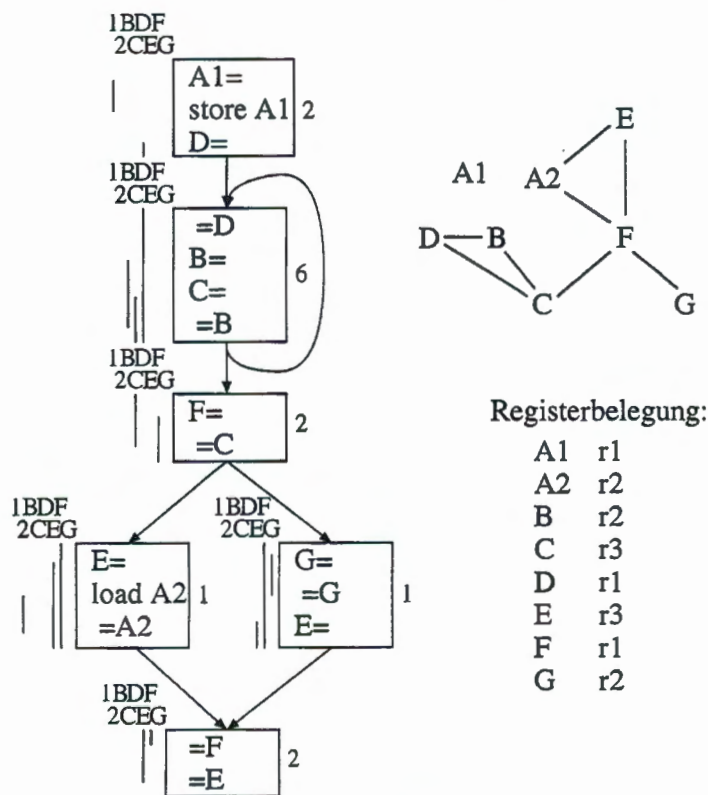 1BDF
2CEG
A1=
store A1
D=
2
1BDF
2CEG
=D
B=
C=
=B
6
1BDF
2CEG
F=
=C
2
1BDF
2CEG
E=
load A2
=A2
1
1BDF
2CEG
G=
=G
E=
1
1BDF
2CEG
=F
=E
2
E
A1 A2
D B F
C G
Registerbelegung:
A1 r1
A2 r2
B r2
C r3
D r1
E r3
F r1
G r2